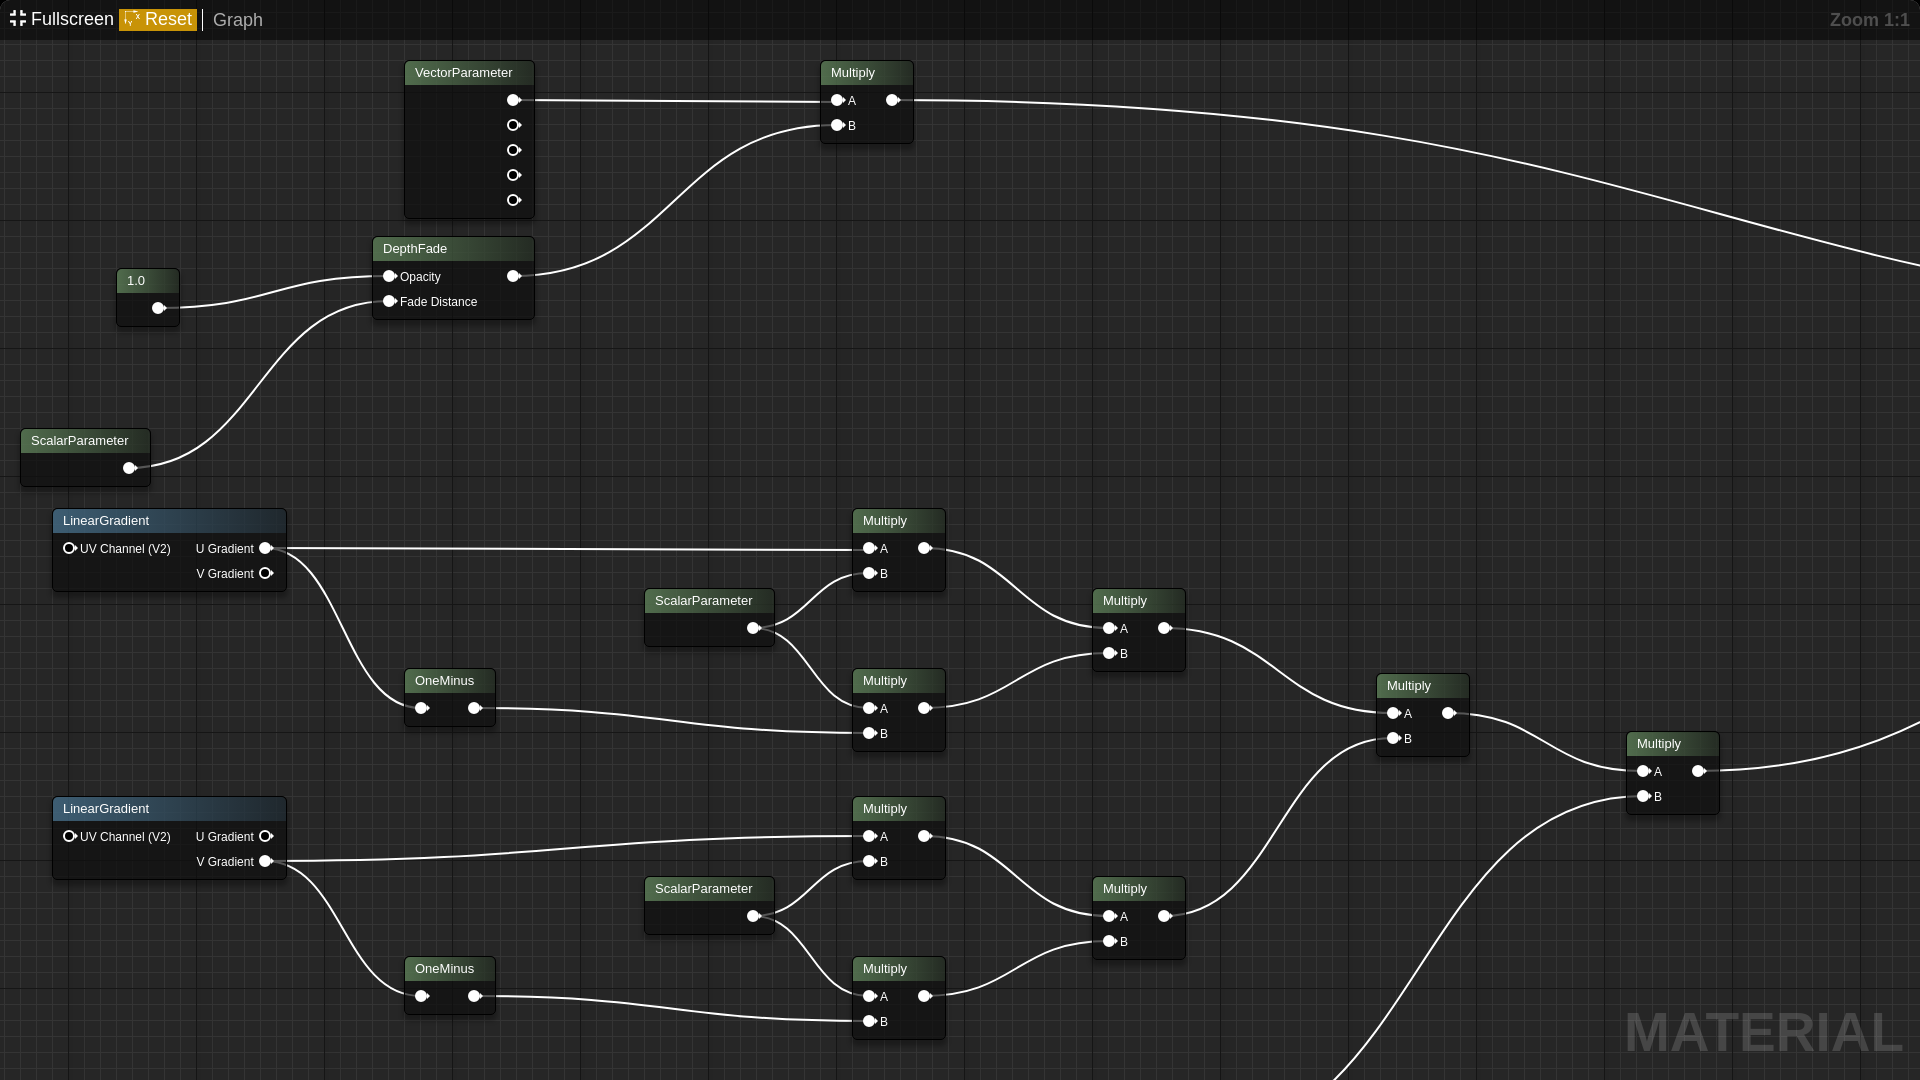 Fullscreen Reset Graph
Zoom 1:1
VectorParameter
Multiply
A
B
DepthFade
Opacity
Fade Distance
1.0
ScalarParameter
LinearGradient
UV Channel (V2) U Gradient
V Gradient
Multiply
A
B
ScalarParameter
Multiply
A
B
OneMinus
Multiply
A
B
Multiply
A
B
Multiply
A
B
LinearGradient
UV Channel (V2) U Gradient
V Gradient
Multiply
A
B
ScalarParameter
Multiply
A
B
OneMinus
Multiply
A
B
MATERIAL